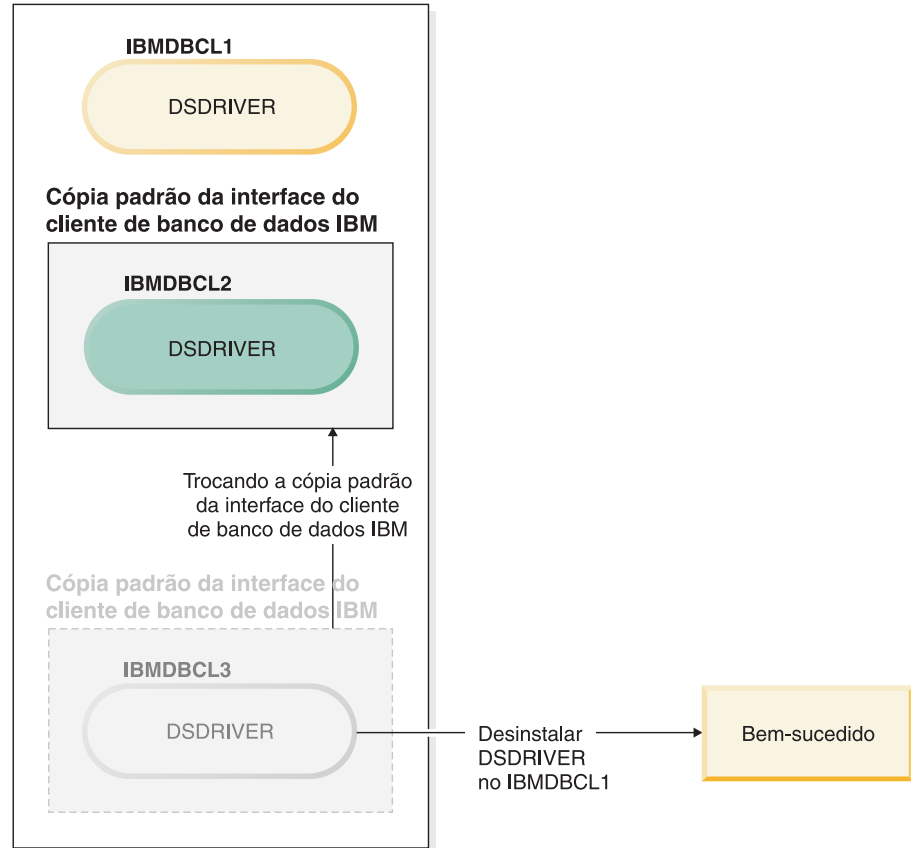 IBMDBCL1
DSDRIVER
Cópia padrão da interface do
cliente de banco de dados IBM
IBMDBCL2
DSDRIVER
Trocando a cópia padrão
da interface do cliente
de banco de dados IBM
Cópia padrão da interface do
cliente de banco de dados IBM
IBMDBCL3
DSDRIVER
Desinstalar
DSDRIVER
no IBMDBCL1
Bem-sucedido